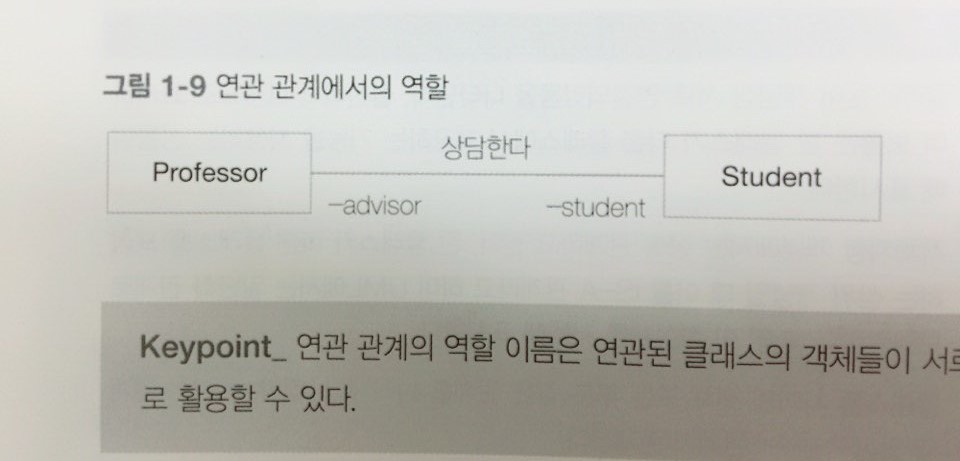 그림 1-9 연관 관계에서의 역할
상담한다
Professor
Student
–advisor
–student
Keypoint_ 연관 관계의 역할 이름은 연관된 클래스의 객체들이 서로
로 활용할 수 있다.